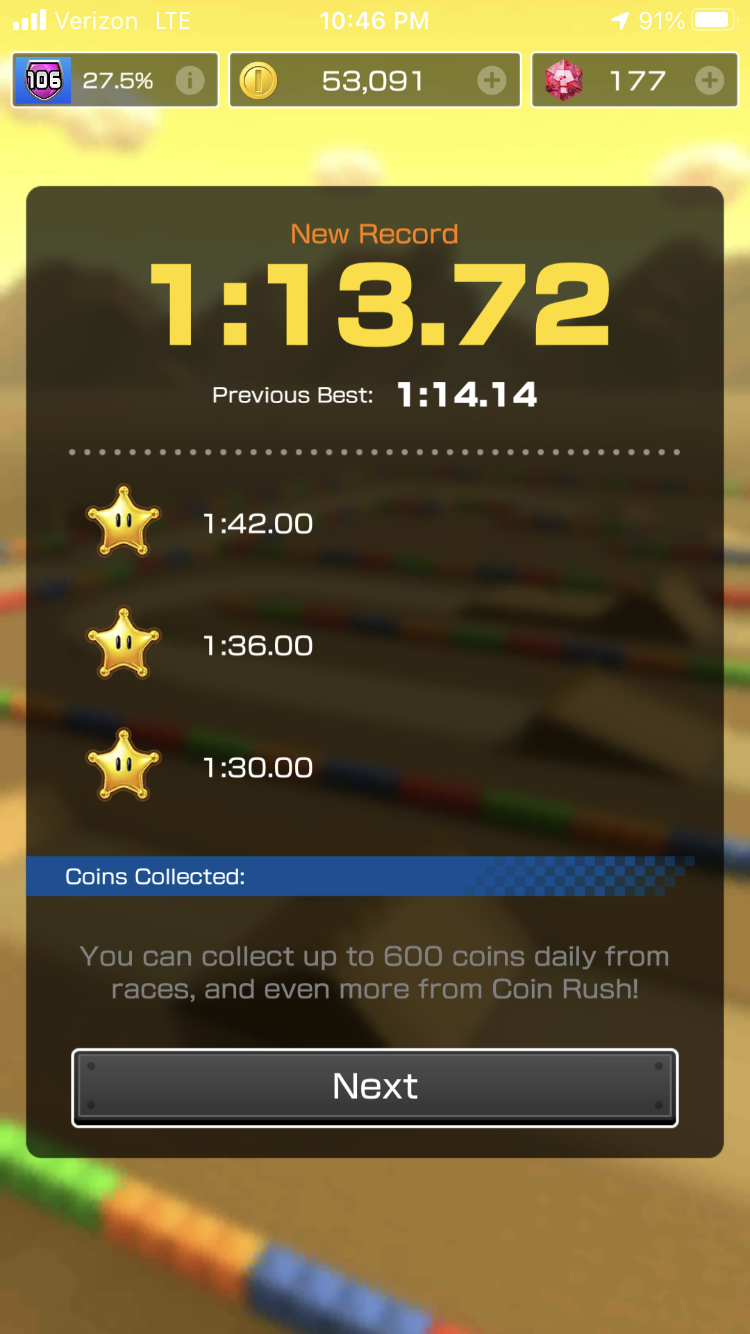 Verizon LTE 10:46 PM 91%
106 27.5% i 53,091 + 177 +
New Record
1:13.72
Previous Best: 1:14.14
1:42.00
1:36.00
1:30.00
Coins Collected:
You can collect up to 600 coins daily from
races, and even more from Coin Rush!
Next